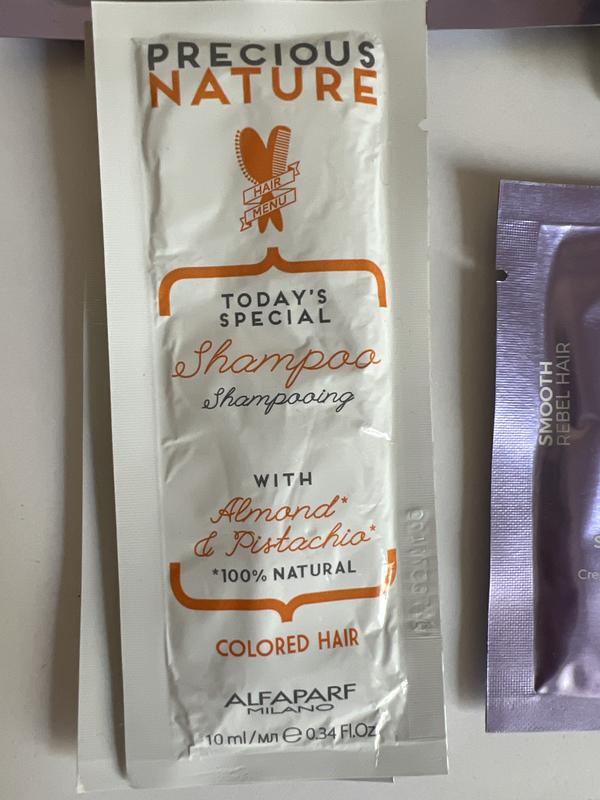 PRECIOUS
NATURE
HAIR
MENU
TODAY'S
SPECIAL
Shampoo
Shampooing
WITH
Almond*
& Pistachio*
*100% NATURAL
COLORED HAIR
ALFAPARF
MILANO
10 ml/мл ℮ 0.34 Fl.Oz
SMOOTH
REBEL HAIR